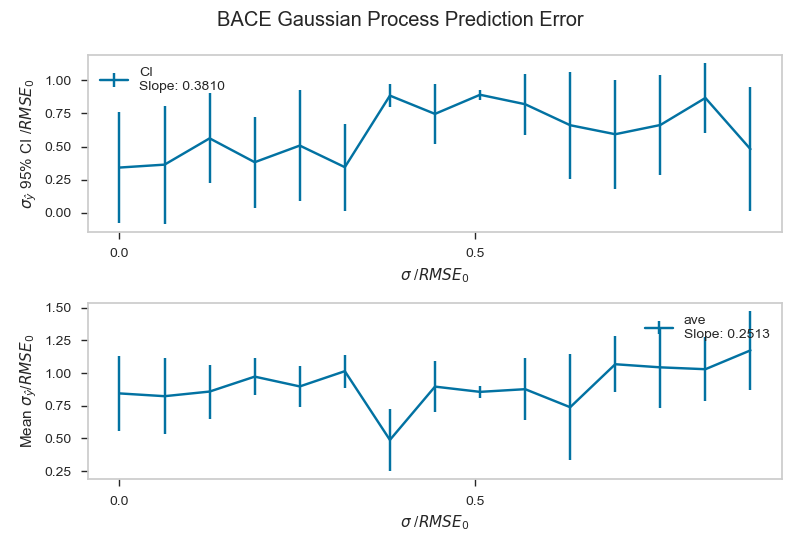 BACE Gaussian Process Prediction Error
CI
Slope: 0.3810
1.00
0.75
0.50
0.25
0.00
σ_ŷ 95% CI /RMSE₀
0.0 0.5
σ /RMSE₀
ave
Slope: 0.2513
1.50
1.25
1.00
0.75
0.50
0.25
Mean σ_ŷ/RMSE₀
0.0 0.5
σ /RMSE₀